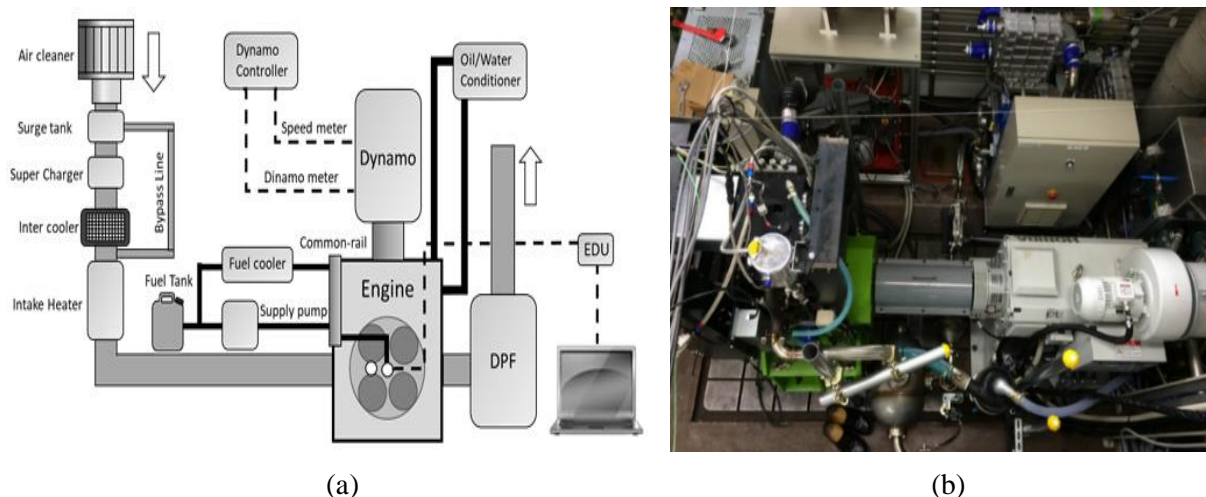 Air cleaner
Surge tank
Super Charger
Inter cooler
Intake Heater
Bypass Line
Fuel Tank
Fuel cooler
Supply pump
Dynamo
Controller
Speed meter
Dinamo meter
Dynamo
Common-rail
Engine
Oil/Water
Conditioner
EDU
DPF
(a)
(b)